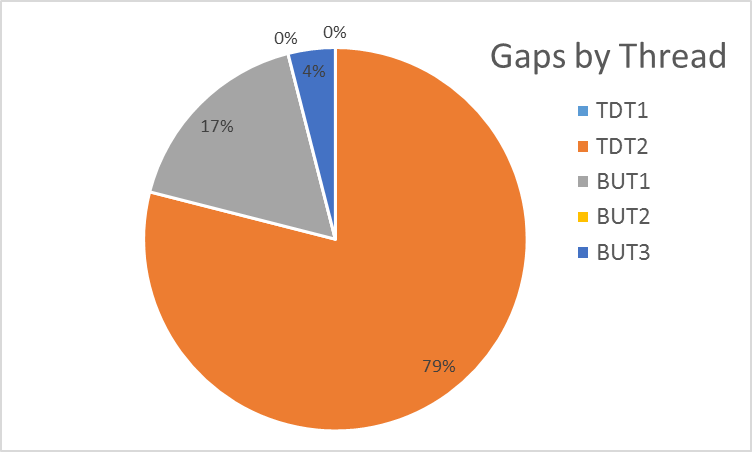 0%
0%
Gaps by Thread
4%
TDT1
17%
TDT2
BUT1
BUT2
BUT3
79%